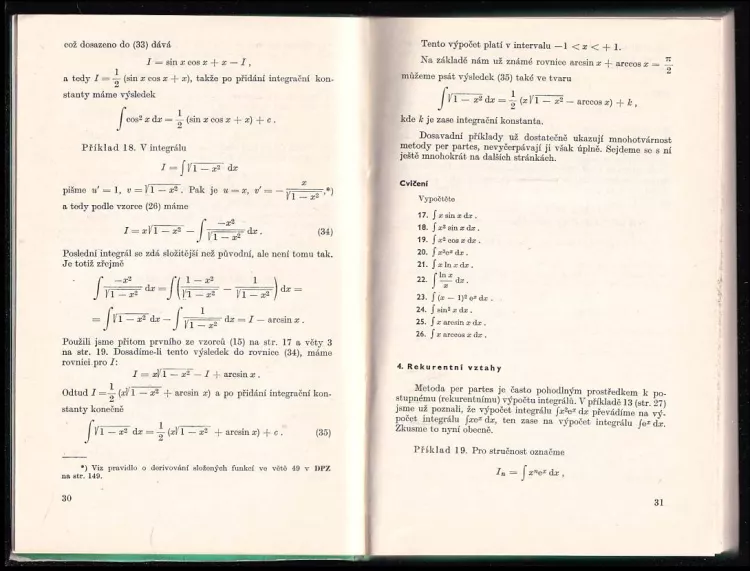 což dosazeno do (33) dává
I = sin x cos x + x − I ,
a tedy I = 1/2 (sin x cos x + x), takže po přidání integrační kon-
stanty máme výsledek
∫ cos² x dx = 1/2 (sin x cos x + x) + c .
Příklad 18. V integrálu
I = ∫ √(1 − x²) dx
pišme u′ = 1, v = √(1 − x²). Pak je u = x, v′ = − x/√(1 − x²),*)
a tedy podle vzorce (26) máme
I = x√(1 − x²) − ∫ −x²/√(1 − x²) dx . (34)
Poslední integrál se zdá složitější než původní, ale není tomu tak.
Je totiž zřejmě
∫ −x²/√(1 − x²) dx = ∫ ( (1 − x²)/√(1 − x²) − 1/√(1 − x²) ) dx =
= ∫ √(1 − x²) dx − ∫ 1/√(1 − x²) dx = I − arcsin x .
Použili jsme přitom prvního ze vzorců (15) na str. 17 a věty 3
na str. 19. Dosadíme-li tento výsledek do rovnice (34), máme
rovnici pro I:
I = x√(1 − x²) − I + arcsin x .
Odtud I = 1/2 (x√(1 − x²) + arcsin x) a po přidání integrační kon-
stanty konečně
∫ √(1 − x²) dx = 1/2 (x√(1 − x²) + arcsin x) + c . (35)
*) Viz pravidlo o derivování složených funkcí ve větě 49 v DPZ
na str. 149.
30
Tento výpočet platí v intervalu −1 < x < + 1.
Na základě nám už známé rovnice arcsin x + arccos x = π/2
můžeme psát výsledek (35) také ve tvaru
∫ √(1 − x²) dx = 1/2 (x√(1 − x²) − arccos x) + k ,
kde k je zase integrační konstanta.
Dosavadní příklady už dostatečně ukazují mnohotvárnost
metody per partes, nevyčerpávají ji však úplně. Sejdeme se s ní
ještě mnohokrát na dalších stránkách.
Cvičení
Vypočtěte
17. ∫ x sin x dx .
18. ∫ x² sin x dx .
19. ∫ x² cos x dx .
20. ∫ x²eˣ dx .
21. ∫ x ln x dx .
22. ∫ ln x/x dx .
23. ∫ (x − 1)² eˣ dx .
24. ∫ sin² x dx .
25. ∫ x arcsin x dx .
26. ∫ x arccos x dx .
4. Rekurentní vztahy
Metoda per partes je často pohodlným prostředkem k po-
stupnému (rekurentnímu) výpočtu integrálů. V příkladě 13 (str. 27)
jsme už poznali, že výpočet integrálu ∫x²eˣ dx převádíme na vý-
počet integrálu ∫xeˣ dx, ten zase na výpočet integrálu ∫eˣ dx.
Zkusme to nyní obecně.
Příklad 19. Pro stručnost označme
Iₙ = ∫ xⁿeˣ dx ,
31